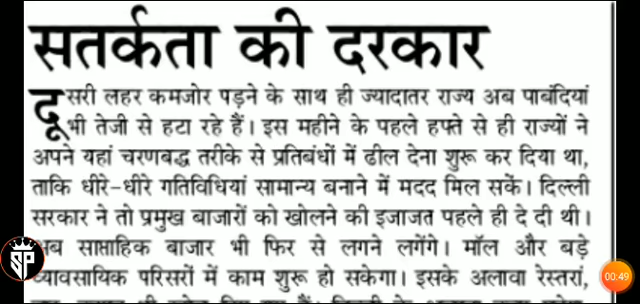 सतर्कता की दरकार
दूसरी लहर कमजोर पड़ने के साथ ही ज्यादातर राज्य अब पाबंदियां
भी तेजी से हटा रहे हैं। इस महीने के पहले हफ्ते से ही राज्यों ने
अपने यहां चरणबद्ध तरीके से प्रतिबंधों में ढील देना शुरू कर दिया था,
ताकि धीरे-धीरे गतिविधियां सामान्य बनाने में मदद मिल सकें। दिल्ली
सरकार ने तो प्रमुख बाजारों को खोलने की इजाजत पहले ही दे दी थी।
अब साप्ताहिक बाजार भी फिर से लगने लगेंगे। मॉल और बड़े
व्यावसायिक परिसरों में काम शुरू हो सकेगा। इसके अलावा रेस्तरां,
SP
00:49